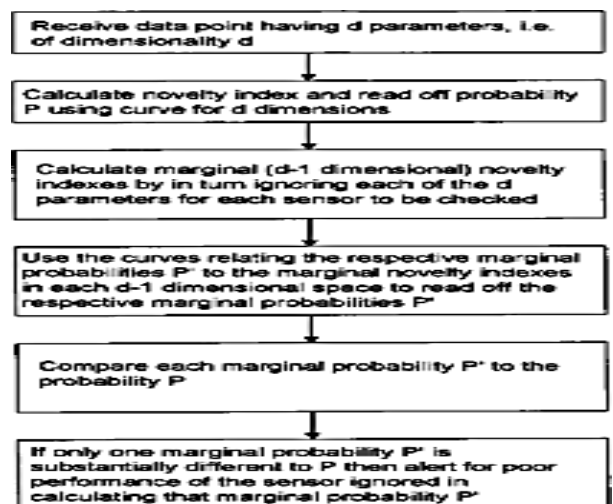 Receive data point having d parameters, i.e.
of dimensionality d
Calculate novelty index and read off probability
P using curve for d dimensions
Calculate marginal (d-1 dimensional) novelty
indexes by in turn ignoring each of the d
parameters for each sensor to be checked
Use the curves relating the respective marginal
probabilities P' to the marginal novelty indexes
in each d-1 dimensional space to read off the
respective marginal probabilities P'
Compare each marginal probability P' to the
probability P
If only one marginal probability P' is
substantially different to P then alert for poor
performance of the sensor ignored in
calculating that marginal probability P'